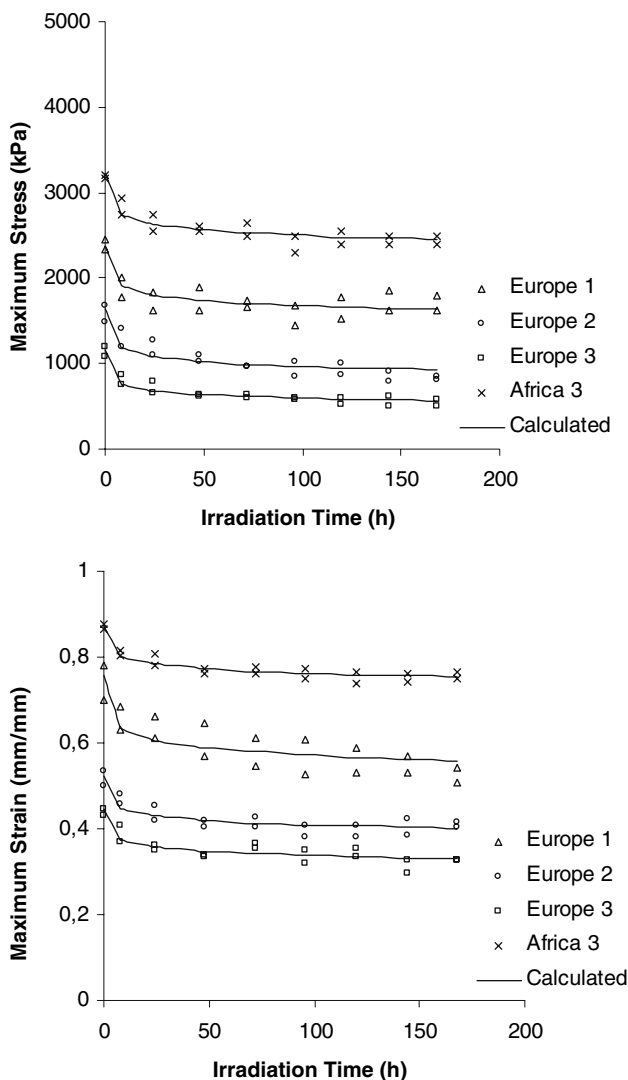 5000
4000
3000
2000
1000
0
0 50 100 150 200
Maximum Stress (kPa)
Irradiation Time (h)
Europe 1
Europe 2
Europe 3
Africa 3
Calculated
1
0,8
0,6
0,4
0,2
0
0 50 100 150 200
Maximum Strain (mm/mm)
Irradiation Time (h)
Europe 1
Europe 2
Europe 3
Africa 3
Calculated